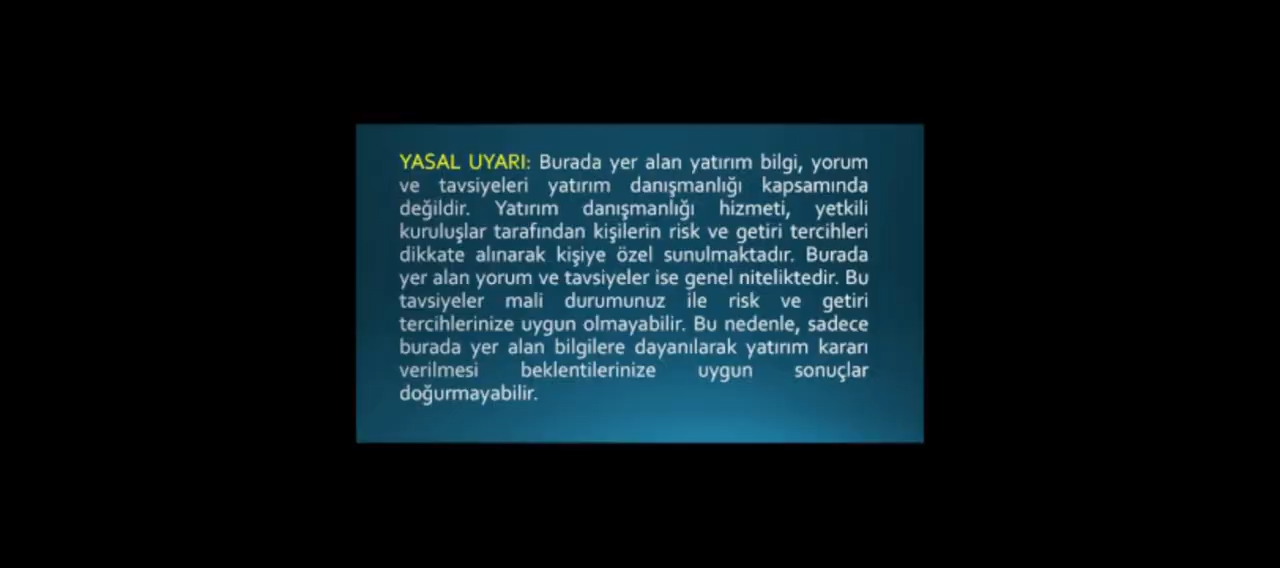 YASAL UYARI: Burada yer alan yatırım bilgi, yorum
ve tavsiyeleri yatırım danışmanlığı kapsamında
değildir. Yatırım danışmanlığı hizmeti, yetkili
kuruluşlar tarafından kişilerin risk ve getiri tercihleri
dikkate alınarak kişiye özel sunulmaktadır. Burada
yer alan yorum ve tavsiyeler ise genel niteliktedir. Bu
tavsiyeler mali durumunuz ile risk ve getiri
tercihlerinize uygun olmayabilir. Bu nedenle, sadece
burada yer alan bilgilere dayanılarak yatırım kararı
verilmesi beklentilerinize uygun sonuçlar
doğurmayabilir.